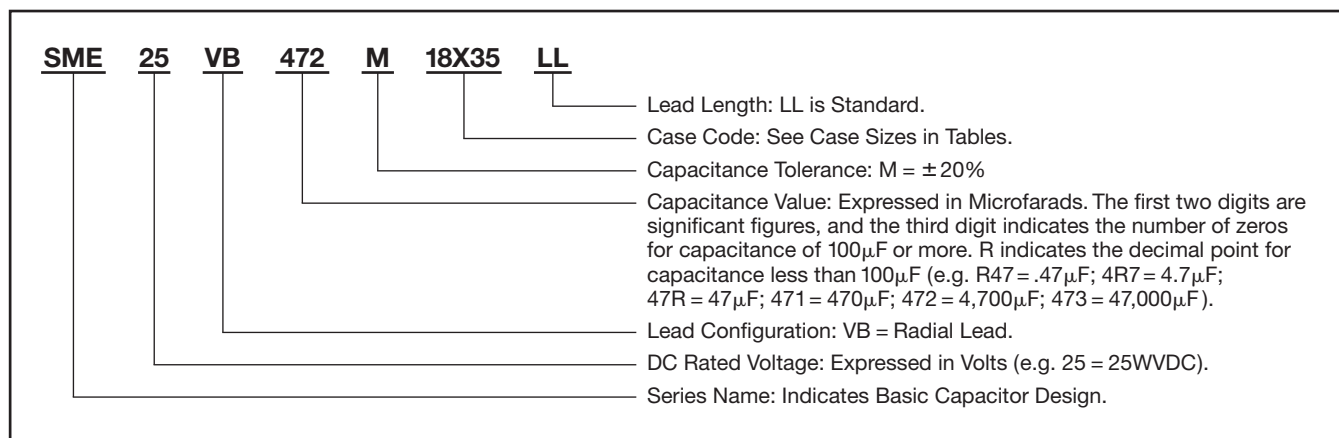 SME 25 VB 472 M 18X35 LL
Lead Length: LL is Standard.
Case Code: See Case Sizes in Tables.
Capacitance Tolerance: M = ±20%
Capacitance Value: Expressed in Microfarads. The first two digits are
significant figures, and the third digit indicates the number of zeros
for capacitance of 100µF or more. R indicates the decimal point for
capacitance less than 100µF (e.g. R47 = .47µF; 4R7 = 4.7µF;
47R = 47µF; 471 = 470µF; 472 = 4,700µF; 473 = 47,000µF).
Lead Configuration: VB = Radial Lead.
DC Rated Voltage: Expressed in Volts (e.g. 25 = 25WVDC).
Series Name: Indicates Basic Capacitor Design.